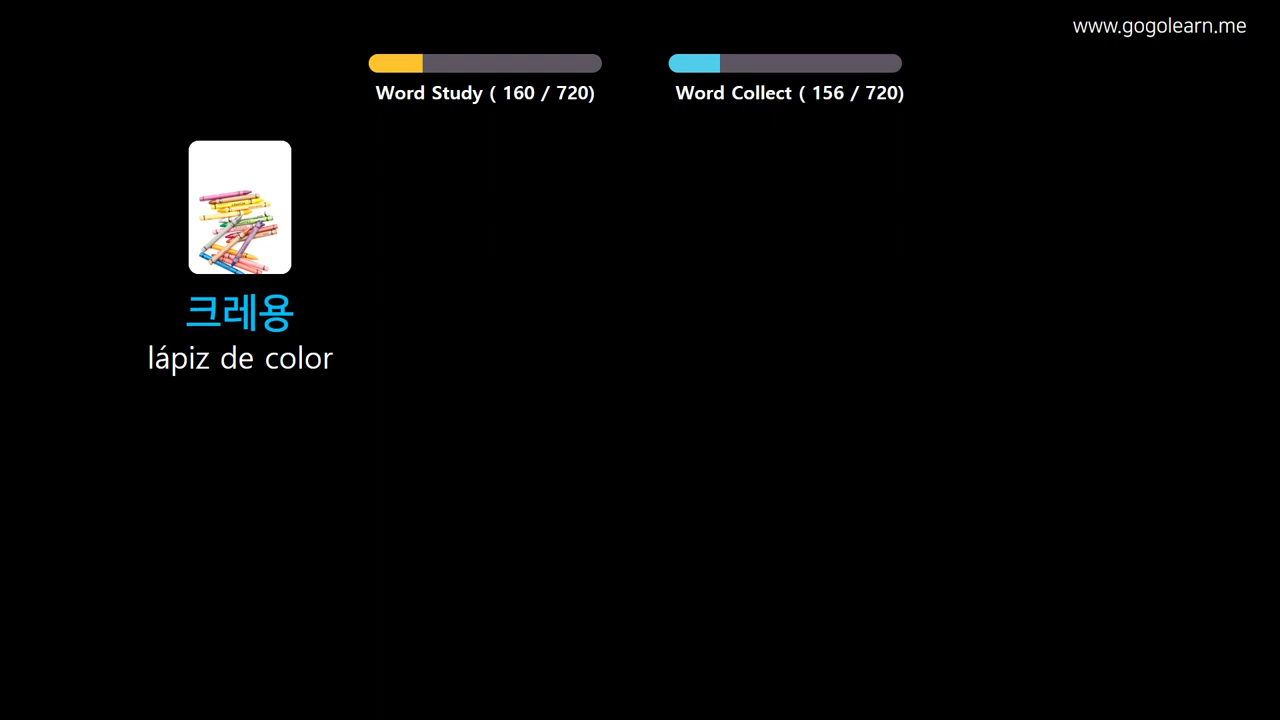 www.gogolearn.me
Word Study ( 160 / 720)
Word Collect ( 156 / 720)
크레용
lápiz de color